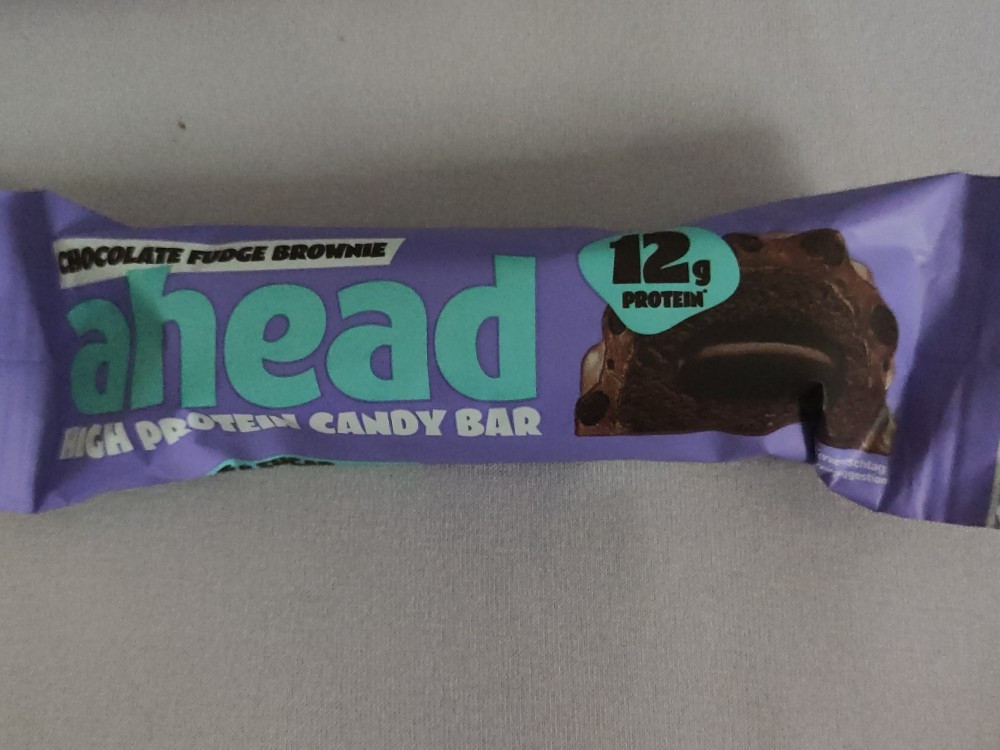 CHOCOLATE FUDGE BROWNIE
ahead
HIGH PROTEIN CANDY BAR
12g
PROTEIN*